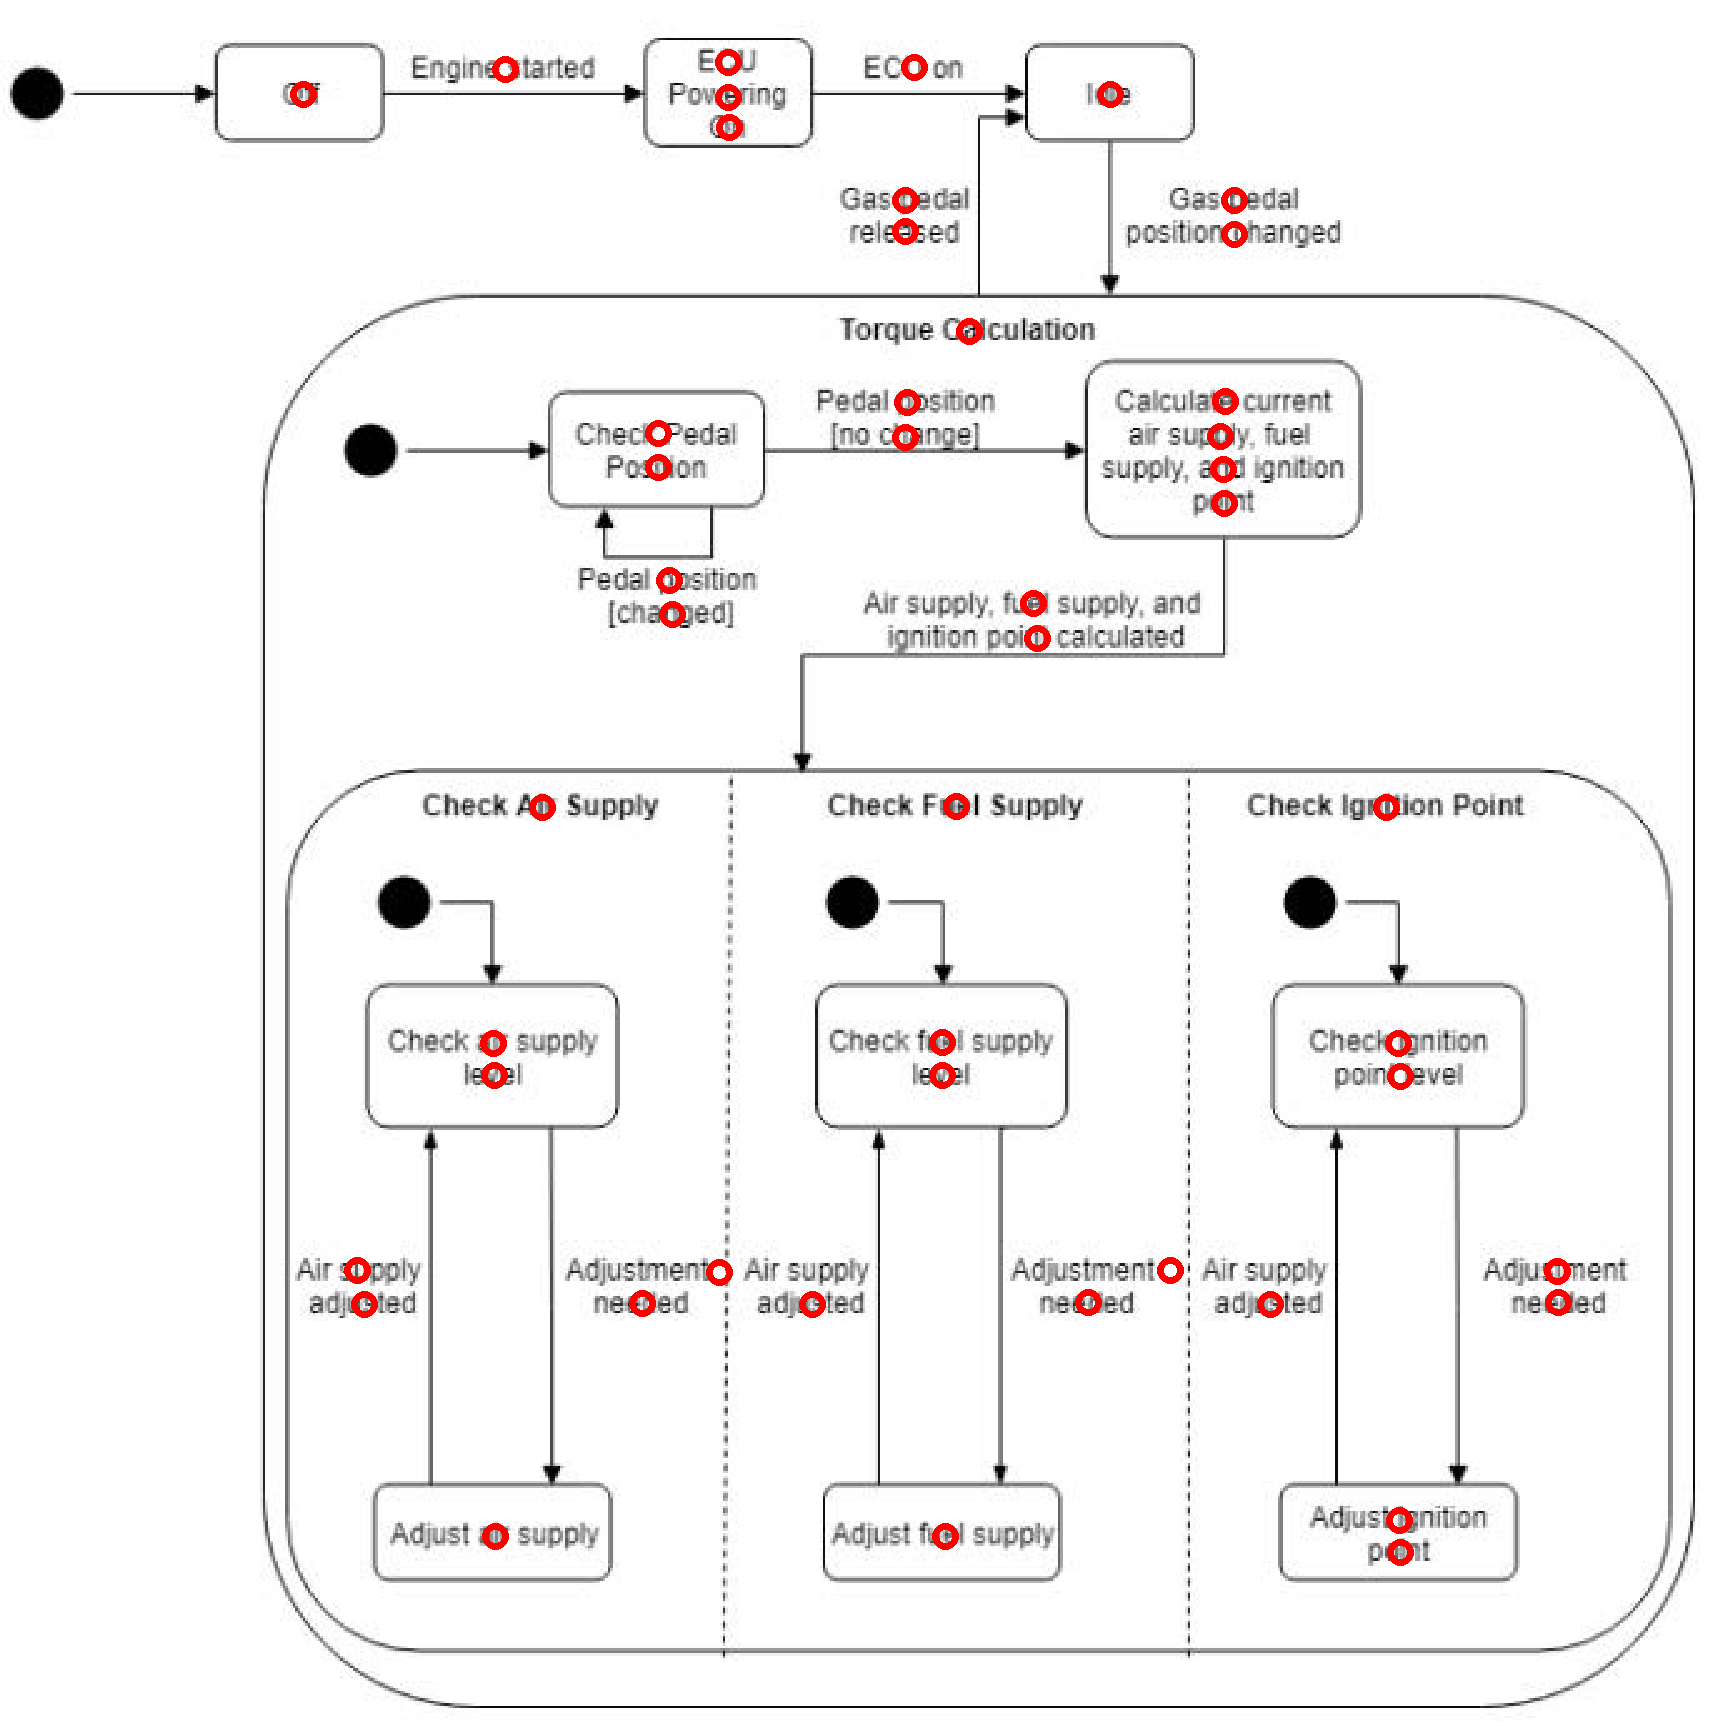 Off
Engine started
ECU
Powering
On
ECU on
Idle
Gas pedal
released
Gas pedal
position changed
Torque Calculation
Check Pedal
Position
Pedal position
[no change]
Calculate current
air supply, fuel
supply, and ignition
point
Pedal position
[changed]
Air supply, fuel supply, and
ignition point calculated
Check Air Supply
Check Fuel Supply
Check Ignition Point
Check air supply
level
Check fuel supply
level
Check ignition
point level
Air supply
adjusted
Adjustment
needed
Air supply
adjusted
Adjustment
needed
Air supply
adjusted
Adjustment
needed
Adjust air supply
Adjust fuel supply
Adjust ignition
point